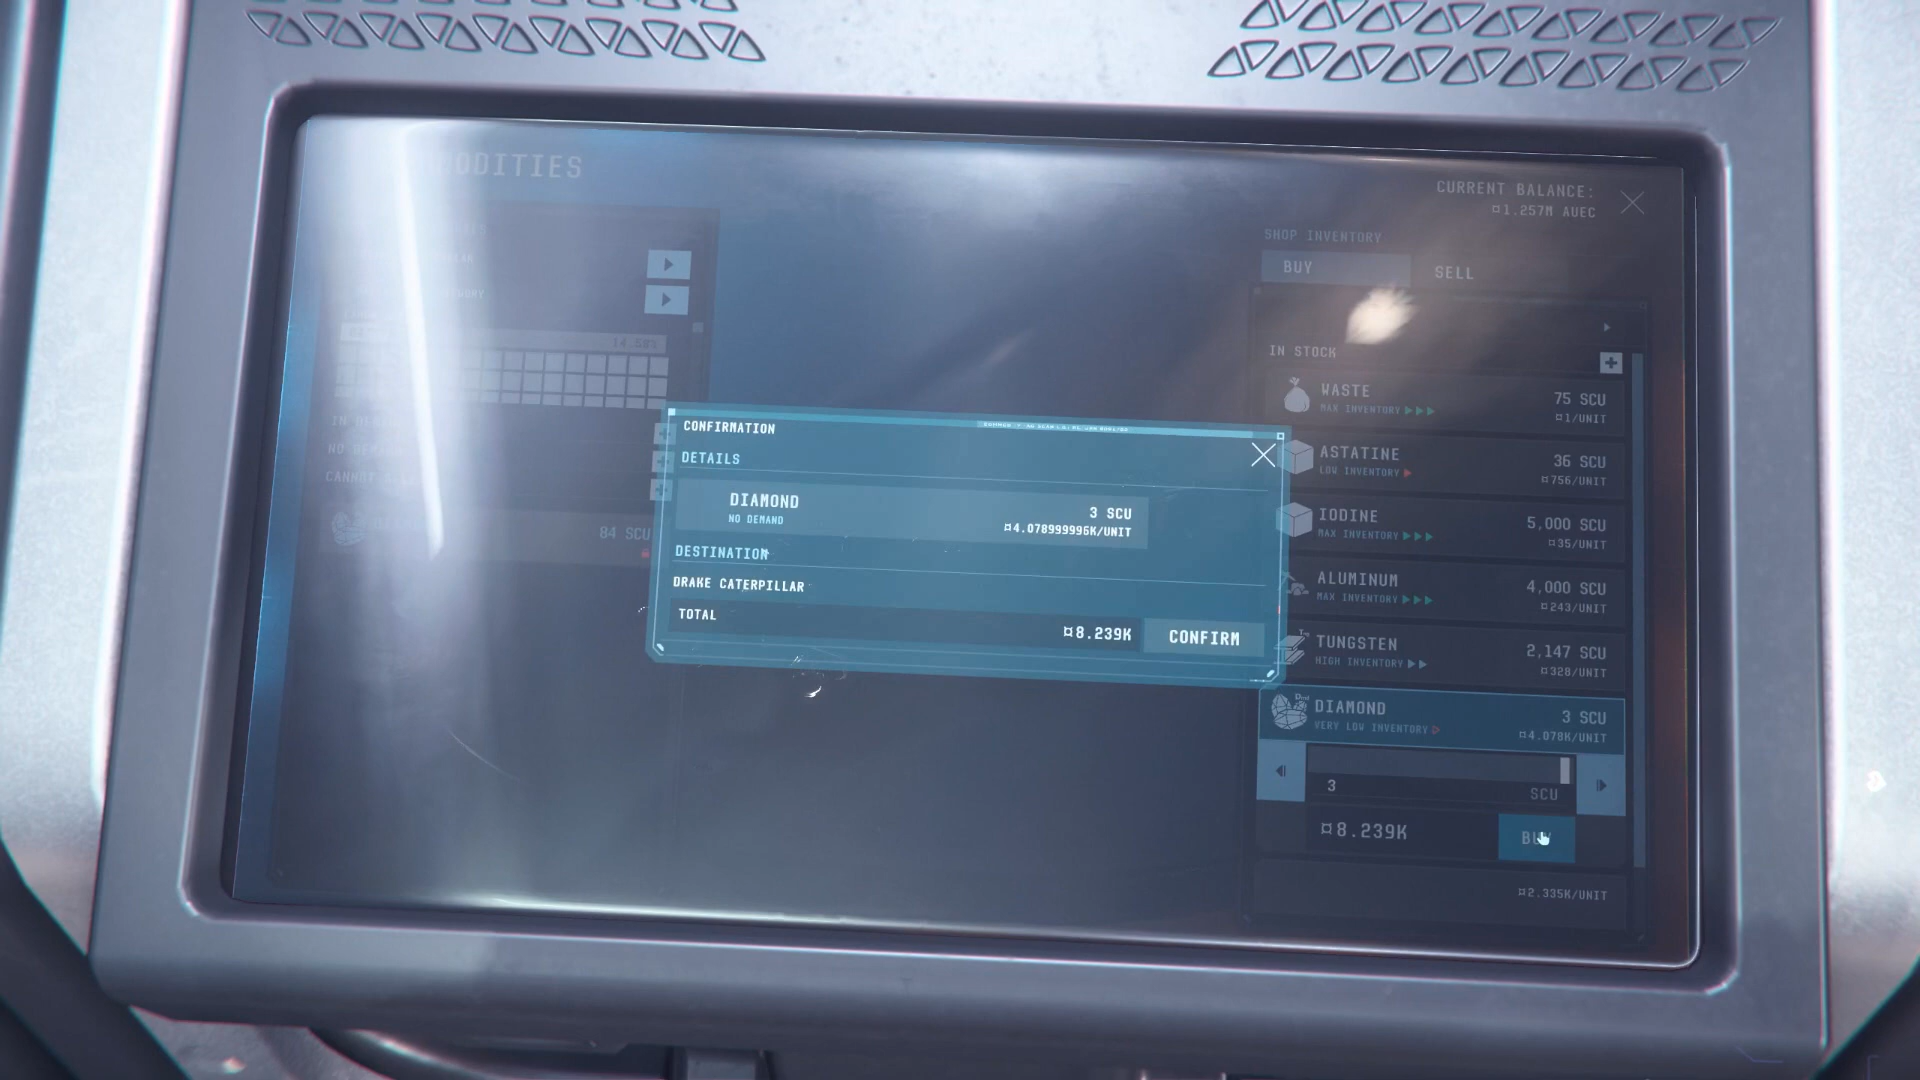 ODITIES
CURRENT BALANCE:
¤1.257M AUEC
SHOP INVENTORY
BUY
SELL
14.58%
IN STOCK
WASTE
75 SCU
MAX INVENTORY
¤1/UNIT
ASTATINE
36 SCU
LOW INVENTORY
¤756/UNIT
IODINE
5,000 SCU
MAX INVENTORY
¤35/UNIT
ALUMINUM
4,000 SCU
MAX INVENTORY
¤243/UNIT
TUNGSTEN
2,147 SCU
HIGH INVENTORY
¤328/UNIT
DIAMOND
3 SCU
VERY LOW INVENTORY
¤4.078K/UNIT
3
SCU
¤8.239K
¤2.335K/UNIT
84 SCU
CONFIRMATION
DETAILS
DIAMOND
3 SCU
NO DEMAND
¤4.078999996K/UNIT
DESTINATION
DRAKE CATERPILLAR
TOTAL
¤8.239K
CONFIRM